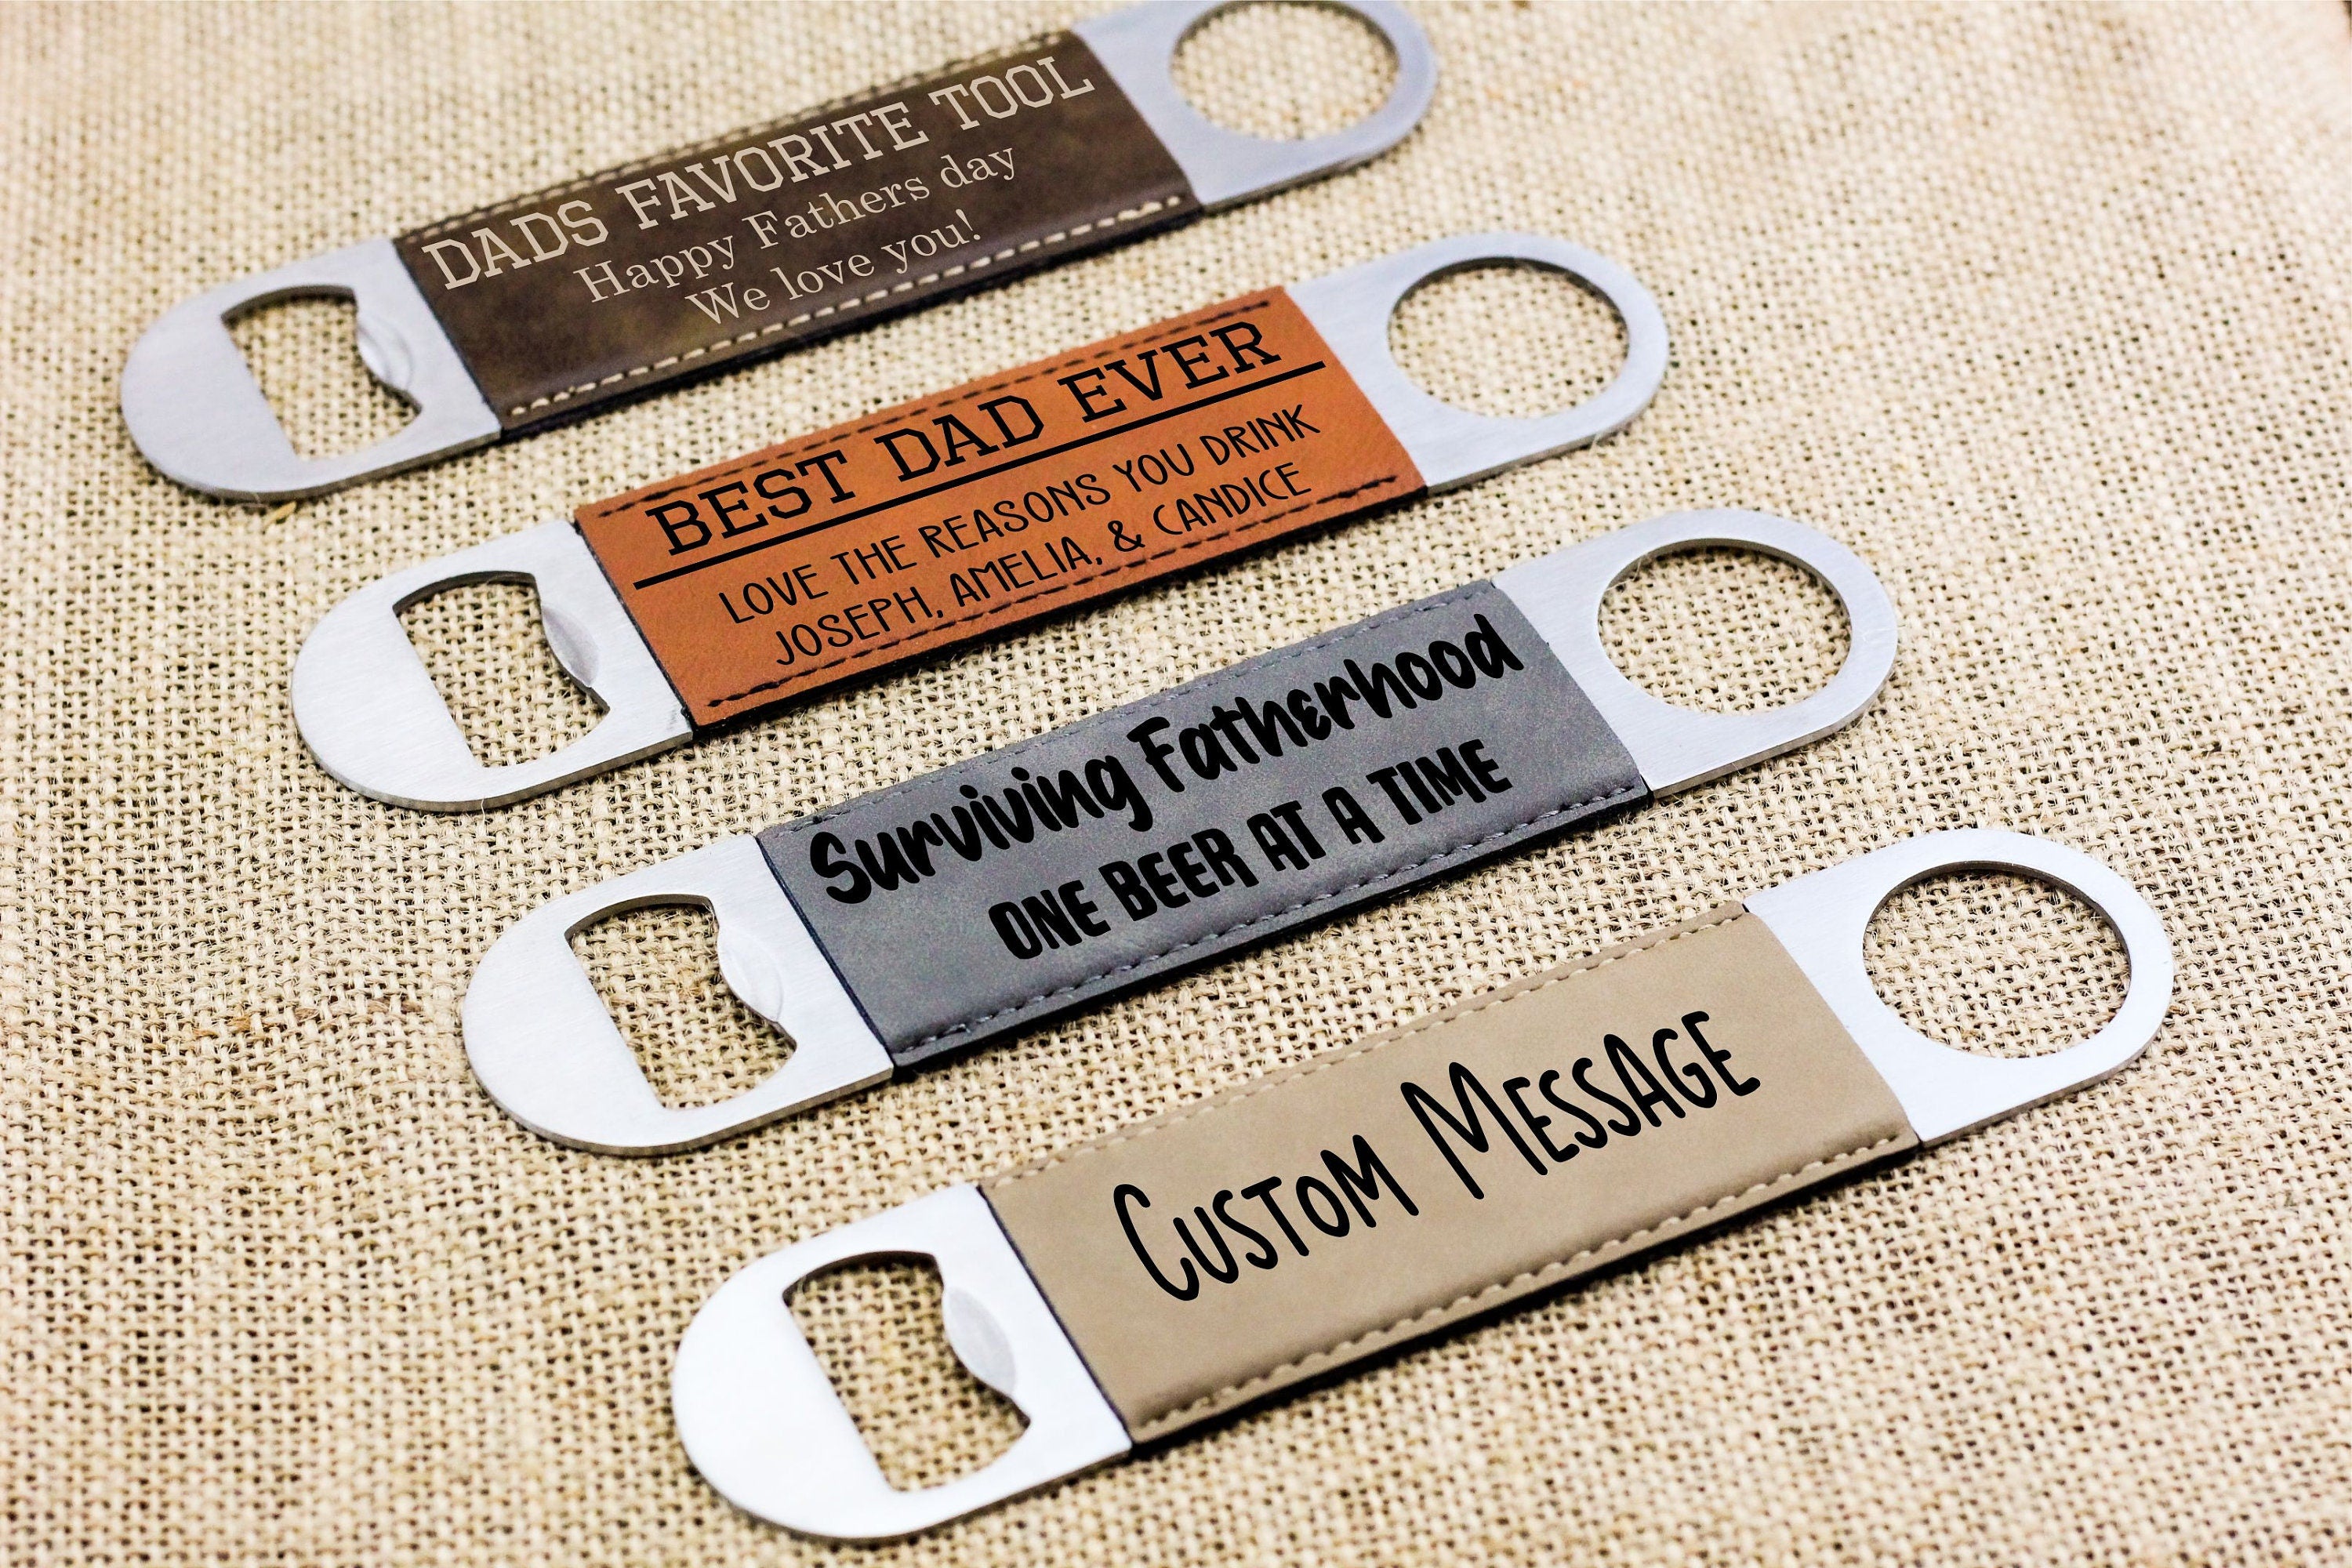 DADS FAVORITE TOOL
Happy Fathers day
We love you!
BEST DAD EVER
LOVE THE REASONS YOU DRINK
JOSEPH, AMELIA, & CANDICE
Surviving Fatherhood
ONE BEER AT A TIME
CUSTOM MESSAGE